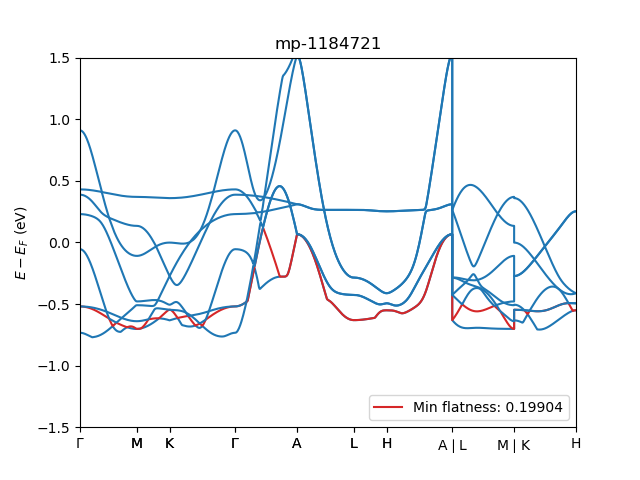 mp-1184721
1.5
1.0
0.5
0.0
−0.5
−1.0
−1.5
E − E_F (eV)
Min flatness: 0.19904
Γ M K Γ A L H A | L M | K H